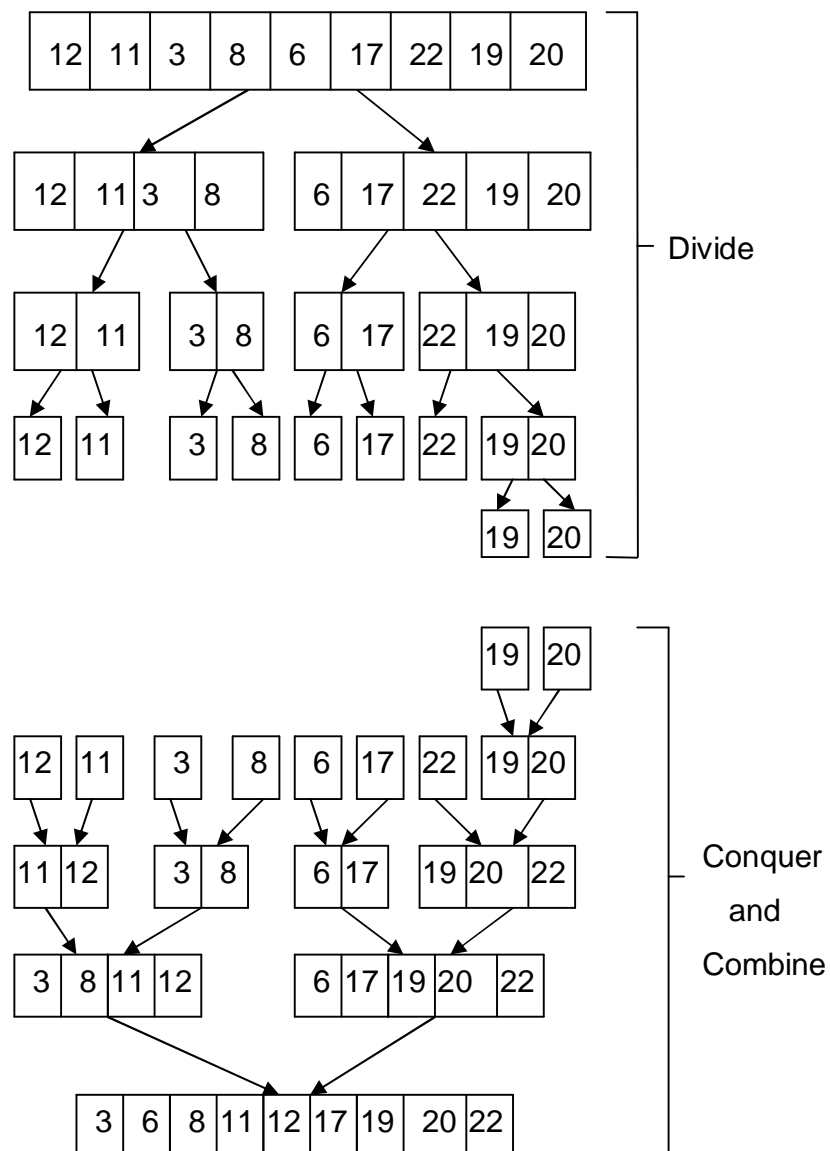 12 11 3 8 6 17 22 19 20
12 11 3 8 6 17 22 19 20
Divide
12 11 3 8 6 17 22 19 20
12 11 3 8 6 17 22 19 20
19 20
19 20
12 11 3 8 6 17 22 19 20
11 12 3 8 6 17 19 20 22
Conquer
and
Combine
3 8 11 12 6 17 19 20 22
3 6 8 11 12 17 19 20 22